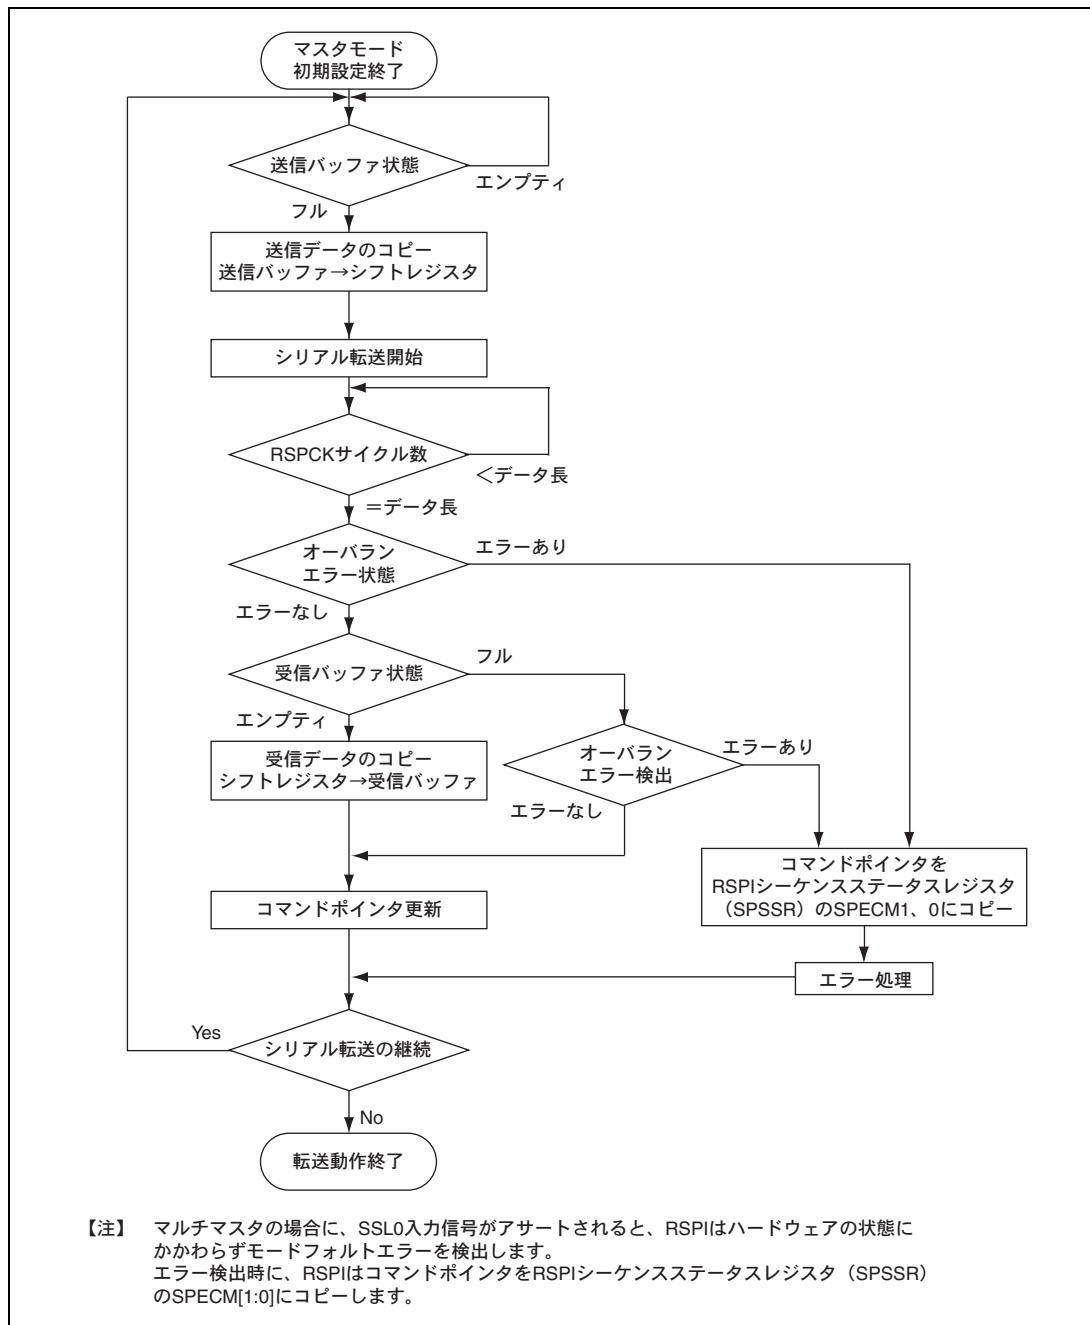 マスタモード
初期設定終了
送信バッファ状態
エンプティ
フル
送信データのコピー
送信バッファ→シフトレジスタ
シリアル転送開始
RSPCKサイクル数
＜データ長
＝データ長
オーバラン
エラー状態
エラーあり
エラーなし
受信バッファ状態
フル
エンプティ
受信データのコピー
シフトレジスタ→受信バッファ
オーバラン
エラー検出
エラーあり
エラーなし
コマンドポインタを
RSPIシーケンスステータスレジスタ
（SPSSR）のSPECM1、0にコピー
コマンドポインタ更新
エラー処理
Yes
シリアル転送の継続
No
転送動作終了
【注】 マルチマスタの場合に、SSL0入力信号がアサートされると、RSPIはハードウェアの状態に
かかわらずモードフォルトエラーを検出します。
エラー検出時に、RSPIはコマンドポインタをRSPIシーケンスステータスレジスタ（SPSSR）
のSPECM[1:0]にコピーします。